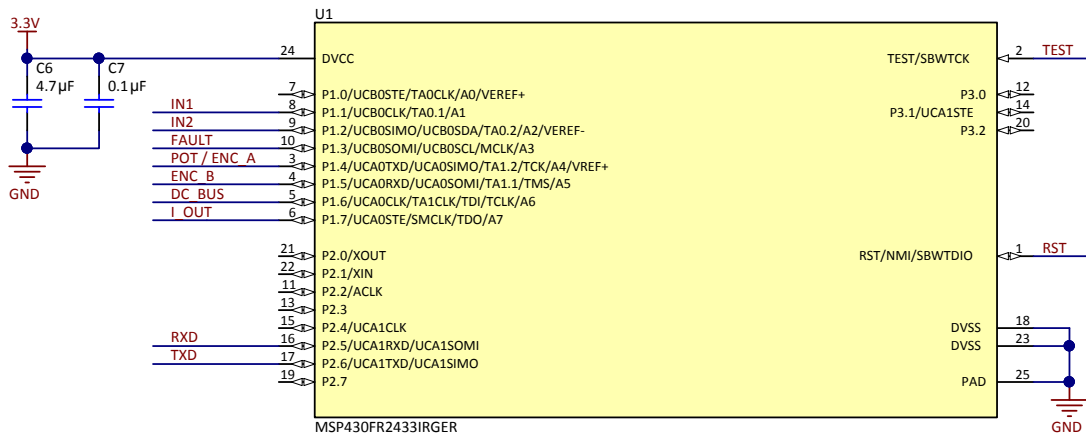 U1
3.3V
24 DVCC TEST/SBWTCK 2 TEST
C6 C7
4.7µF 0.1µF
7 P1.0/UCB0STE/TA0CLK/A0/VEREF+ P3.0 12
IN1 8 P1.1/UCB0CLK/TA0.1/A1 P3.1/UCA1STE 14
IN2 9 P1.2/UCB0SIMO/UCB0SDA/TA0.2/A2/VEREF- P3.2 20
FAULT 10 P1.3/UCB0SOMI/UCB0SCL/MCLK/A3
POT / ENC_A 3 P1.4/UCA0TXD/UCA0SIMO/TA1.2/TCK/A4/VREF+
ENC_B 4 P1.5/UCA0RXD/UCA0SOMI/TA1.1/TMS/A5
DC_BUS 5 P1.6/UCA0CLK/TA1CLK/TDI/TCLK/A6
I_OUT 6 P1.7/UCA0STE/SMCLK/TDO/A7
GND
21 P2.0/XOUT RST/NMI/SBWTDIO 1 RST
22 P2.1/XIN
11 P2.2/ACLK
13 P2.3
15 P2.4/UCA1CLK DVSS 18
RXD 16 P2.5/UCA1RXD/UCA1SOMI DVSS 23
TXD 17 P2.6/UCA1TXD/UCA1SIMO
19 P2.7 PAD 25
MSP430FR2433IRGER GND